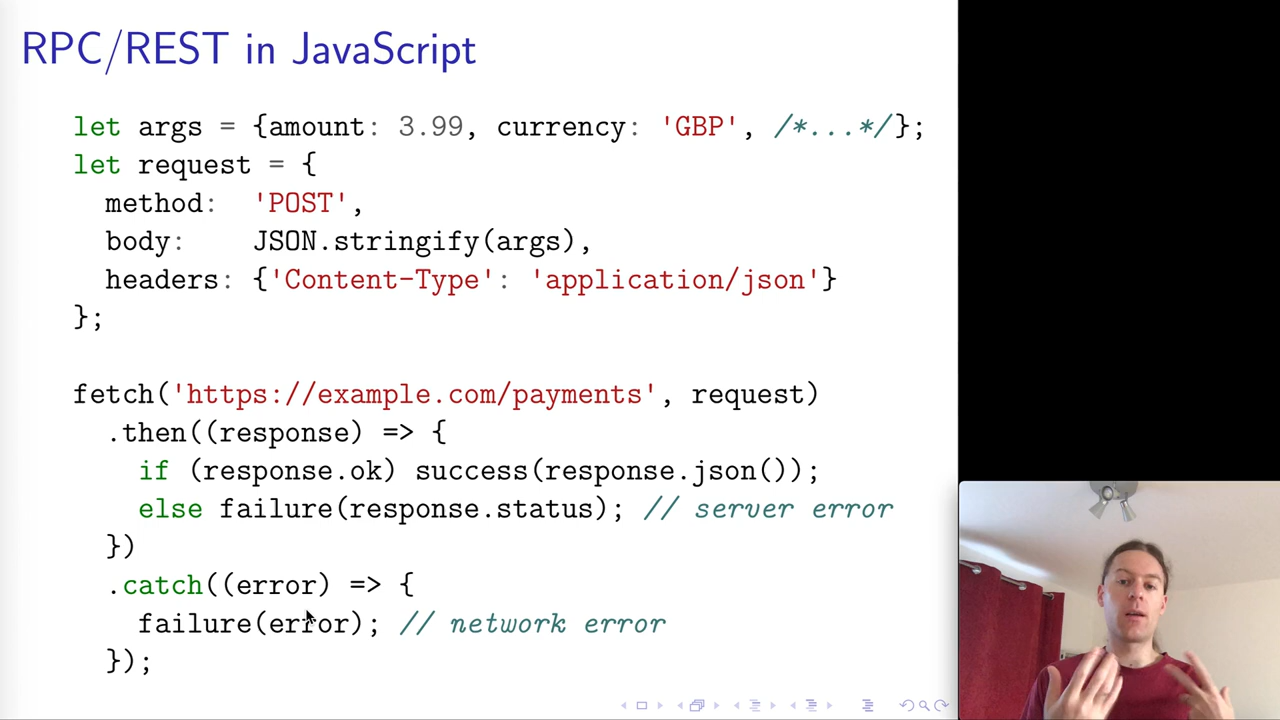 RPC/REST in JavaScript
let args = {amount: 3.99, currency: 'GBP', /*...*/};
let request = {
  method:  'POST',
  body:    JSON.stringify(args),
  headers: {'Content-Type': 'application/json'}
};
fetch('https://example.com/payments', request)
  .then((response) => {
    if (response.ok) success(response.json());
    else failure(response.status); // server error
  })
  .catch((error) => {
    failure(error); // network error
  });